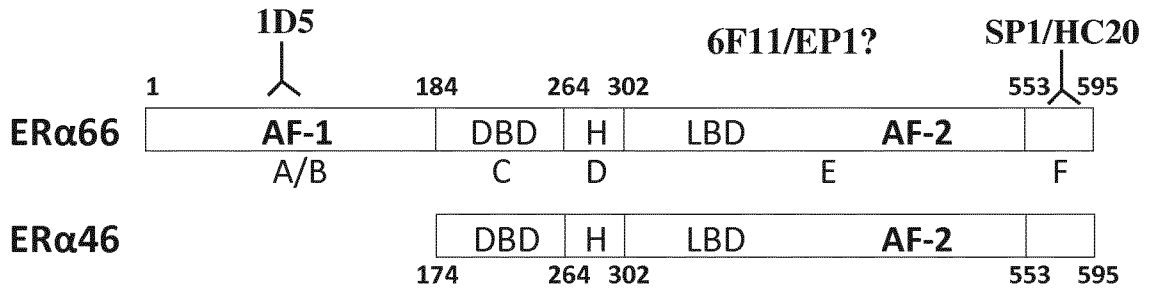 1D5
6F11/EP1?
SP1/HC20
1 184 264 302 553 595
ERα66 AF-1 DBD H LBD AF-2
A/B C D E F
ERα46 DBD H LBD AF-2
174 264 302 553 595